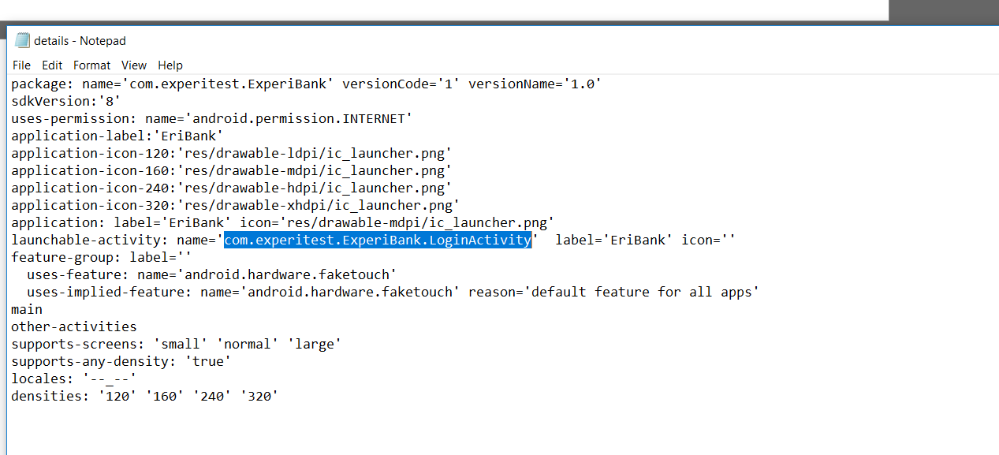 details - Notepad
File Edit Format View Help
package: name='com.experitest.ExperiBank' versionCode='1' versionName='1.0'
sdkVersion:'8'
uses-permission: name='android.permission.INTERNET'
application-label:'EriBank'
application-icon-120:'res/drawable-ldpi/ic_launcher.png'
application-icon-160:'res/drawable-mdpi/ic_launcher.png'
application-icon-240:'res/drawable-hdpi/ic_launcher.png'
application-icon-320:'res/drawable-xhdpi/ic_launcher.png'
application: label='EriBank' icon='res/drawable-mdpi/ic_launcher.png'
launchable-activity: name='com.experitest.ExperiBank.LoginActivity'  label='EriBank' icon=''
feature-group: label=''
  uses-feature: name='android.hardware.faketouch'
  uses-implied-feature: name='android.hardware.faketouch' reason='default feature for all apps'
main
other-activities
supports-screens: 'small' 'normal' 'large'
supports-any-density: 'true'
locales: '--_--'
densities: '120' '160' '240' '320'